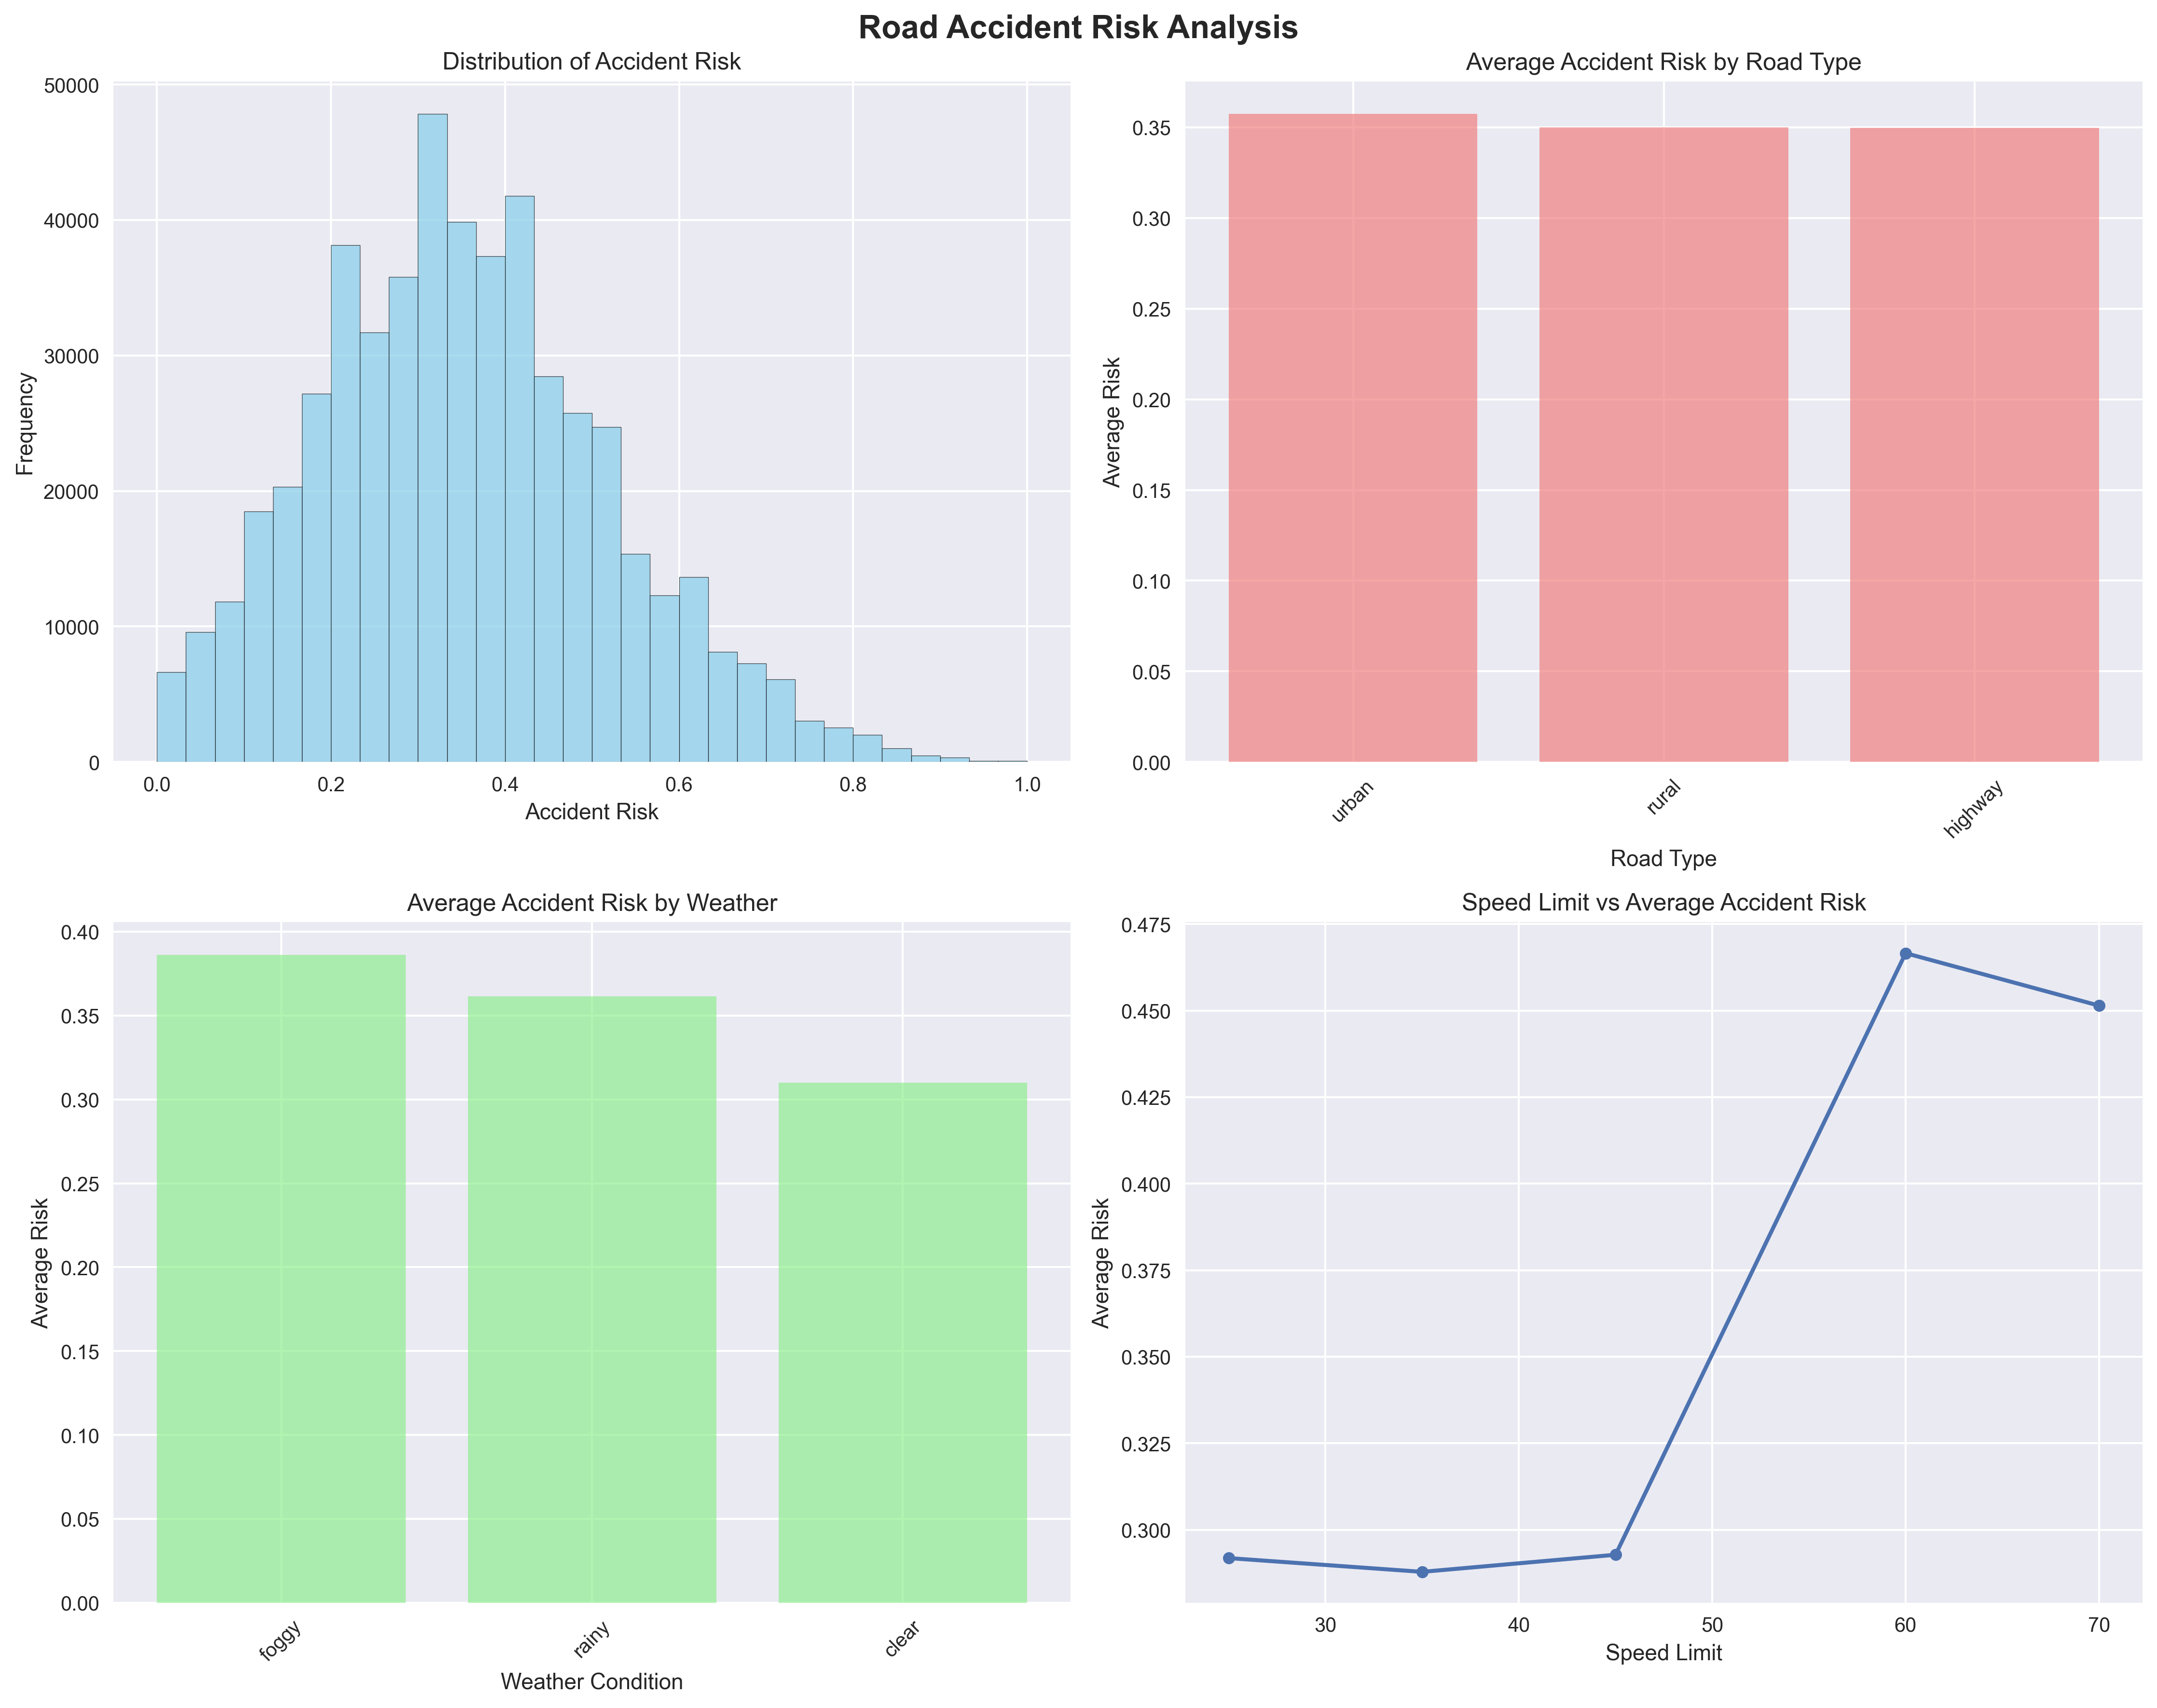 Road Accident Risk Analysis
Distribution of Accident Risk
50000
40000
30000
20000
10000
0
Frequency
0.0 0.2 0.4 0.6 0.8 1.0
Accident Risk
Average Accident Risk by Road Type
0.35
0.30
0.25
0.20
0.15
0.10
0.05
0.00
Average Risk
urban rural highway
Road Type
Average Accident Risk by Weather
0.40
0.35
0.30
0.25
0.20
0.15
0.10
0.05
0.00
Average Risk
foggy rainy clear
Weather Condition
Speed Limit vs Average Accident Risk
0.475
0.450
0.425
0.400
0.375
0.350
0.325
0.300
Average Risk
30 40 50 60 70
Speed Limit